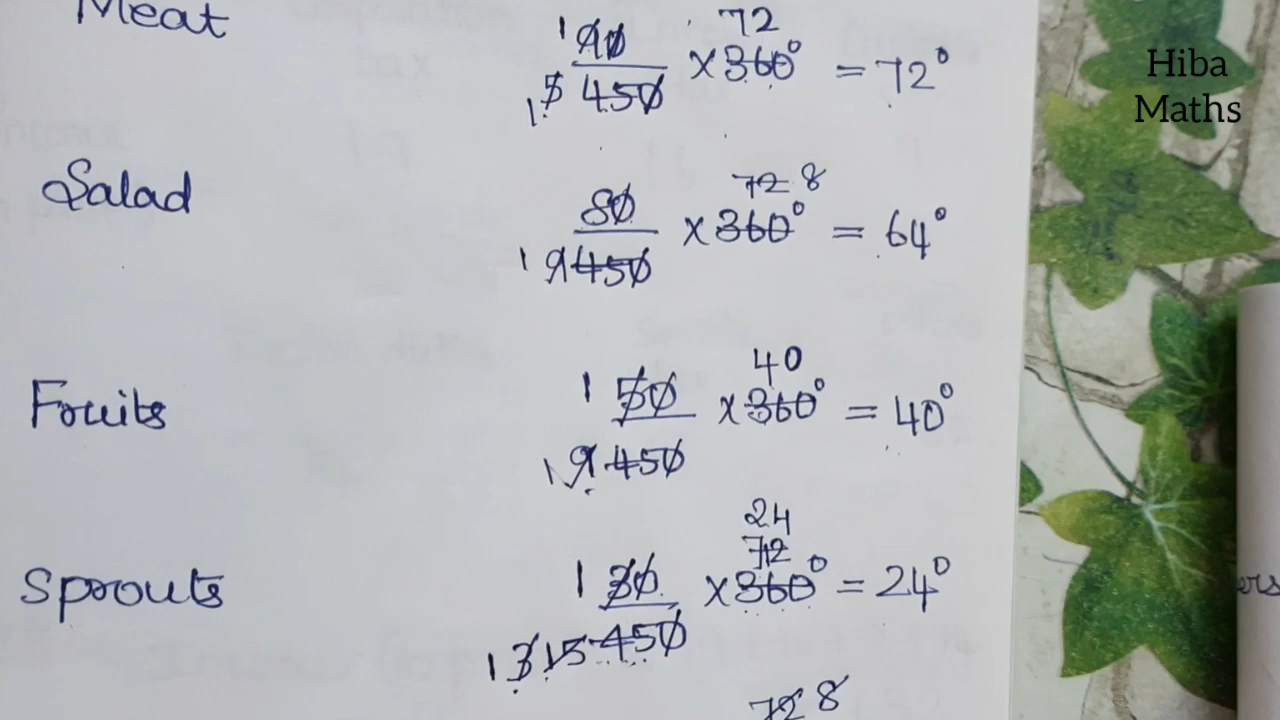 Meat 90/450 × 360° = 72°
1 1 5 72
Salad 80/450 × 360° = 64°
1 9 72 8
Fruits 50/450 × 360° = 40°
1 1 9 40
Sprouts 30/450 × 360° = 24°
1 1 3 15 72 24
72 8
Hiba
Maths
ers